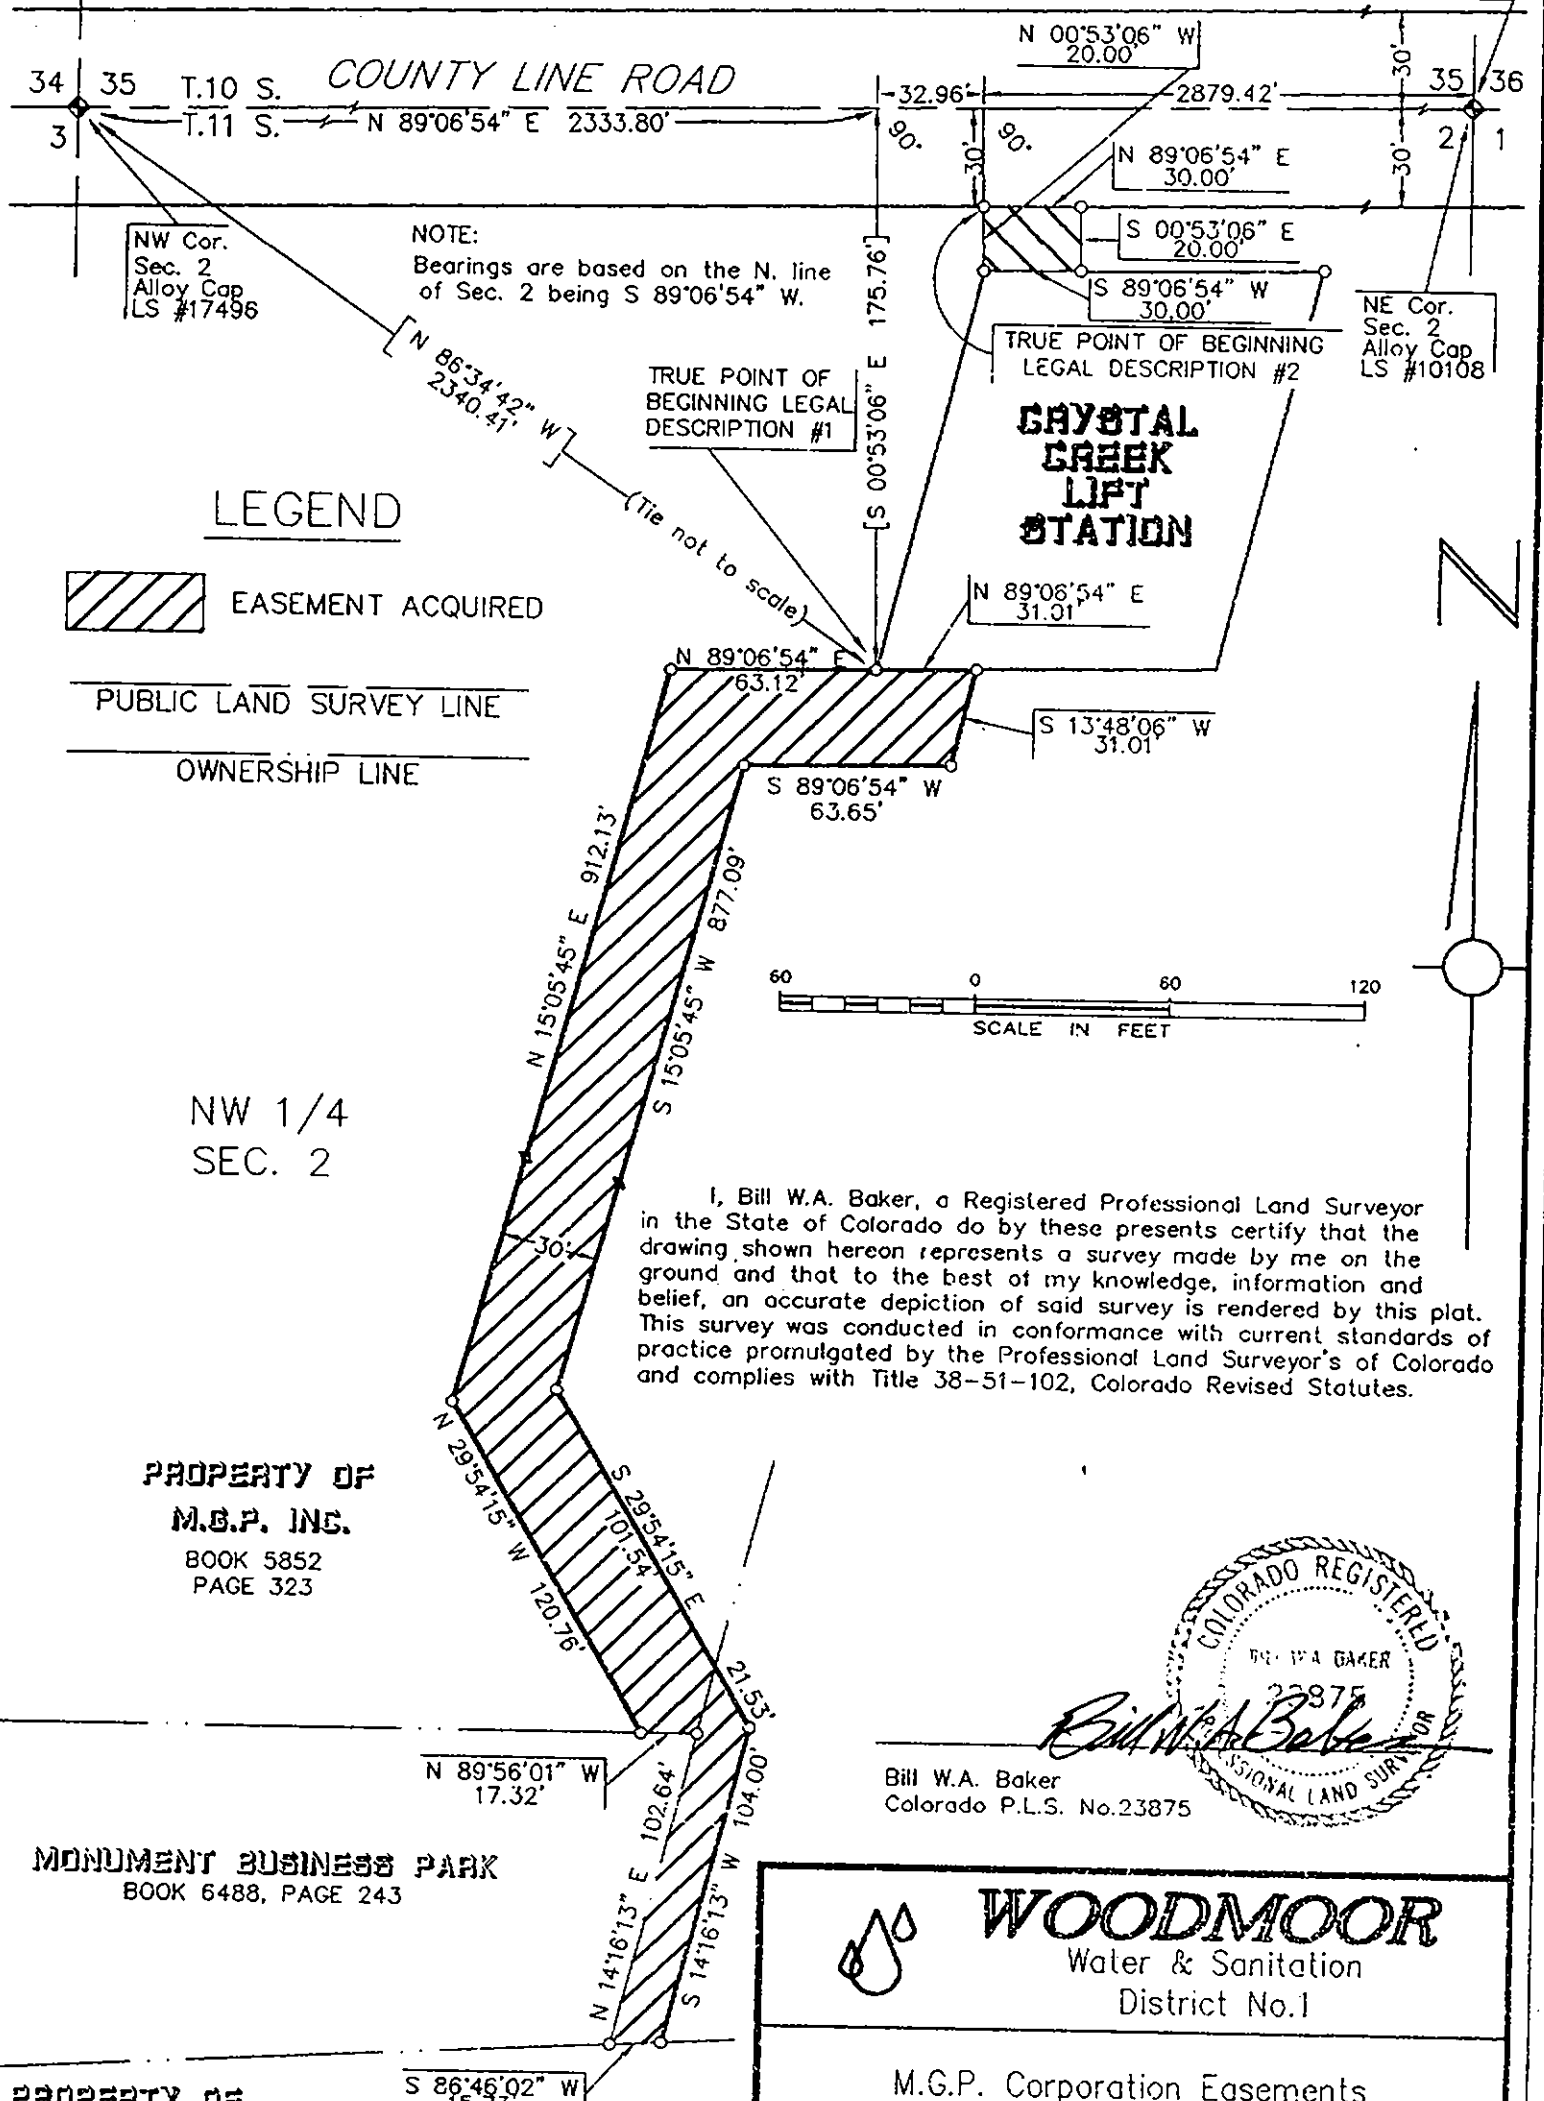 N 00°53'06" W
20.00'
34 35 T.10 S. COUNTY LINE ROAD
32.96'
2879.42'
30'
35 36
3 T.11 S. N 89°06'54" E 2333.80'
90°
90°
30'
30'
2 1
N 89°06'54" E
30.00'
S 00°53'06" E
20.00'
S 89°06'54" W
30.00'
NW Cor.
Sec. 2
Alloy Cap
LS #17496
NOTE:
Bearings are based on the N. line
of Sec. 2 being S 89°06'54" W.
NE Cor.
Sec. 2
Alloy Cap
LS #10108
TRUE POINT OF BEGINNING
LEGAL DESCRIPTION #2
[N 86°34'42" W]
2340.41'
(Tie not to scale)
TRUE POINT OF
BEGINNING LEGAL
DESCRIPTION #1
[S 00°53'06" E 175.76']
CRYSTAL
CREEK
LIFT
STATION
LEGEND
EASEMENT ACQUIRED
PUBLIC LAND SURVEY LINE
OWNERSHIP LINE
N 89°06'54" E
31.01'
N 89°06'54" E
63.12'
S 13°48'06" W
31.01'
S 89°06'54" W
63.65'
N 15°05'45" E 912.13'
S 15°05'45" W 877.09'
N
60 0 60 120
SCALE IN FEET
NW 1/4
SEC. 2
30'
I, Bill W.A. Baker, a Registered Professional Land Surveyor
in the State of Colorado do by these presents certify that the
drawing shown hereon represents a survey made by me on the
ground and that to the best of my knowledge, information and
belief, an accurate depiction of said survey is rendered by this plat.
This survey was conducted in conformance with current standards of
practice promulgated by the Professional Land Surveyor's of Colorado
and complies with Title 38-51-102, Colorado Revised Statutes.
N 29°54'15" W 120.76'
S 29°54'15" E
101.54'
21.53'
PROPERTY OF
M.G.P. INC.
BOOK 5852
PAGE 323
COLORADO REGISTERED
W.A. BAKER
23875
PROFESSIONAL LAND SURVEYOR
Bill W.A. Baker
Bill W.A. Baker
Colorado P.L.S. No.23875
N 89°56'01" W
17.32'
N 14°16'13" E 102.64'
S 14°16'13" W 104.00'
MONUMENT BUSINESS PARK
BOOK 6488, PAGE 243
WOODMOOR
Water & Sanitation
District No.1
S 86°46'02" W
PROPERTY OF
M.G.P. Corporation Easements